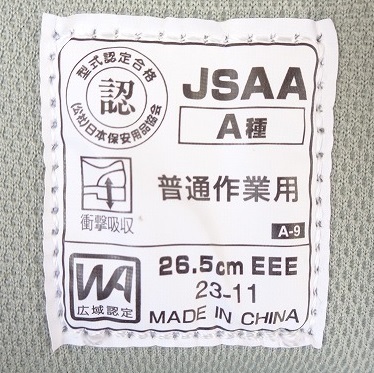 型式認定合格
認
(公社)日本保安用品協会
JSAA
A種
衝撃吸収
普通作業用
A-9
WA
広域認定
26.5cm EEE
23-11
MADE IN CHINA